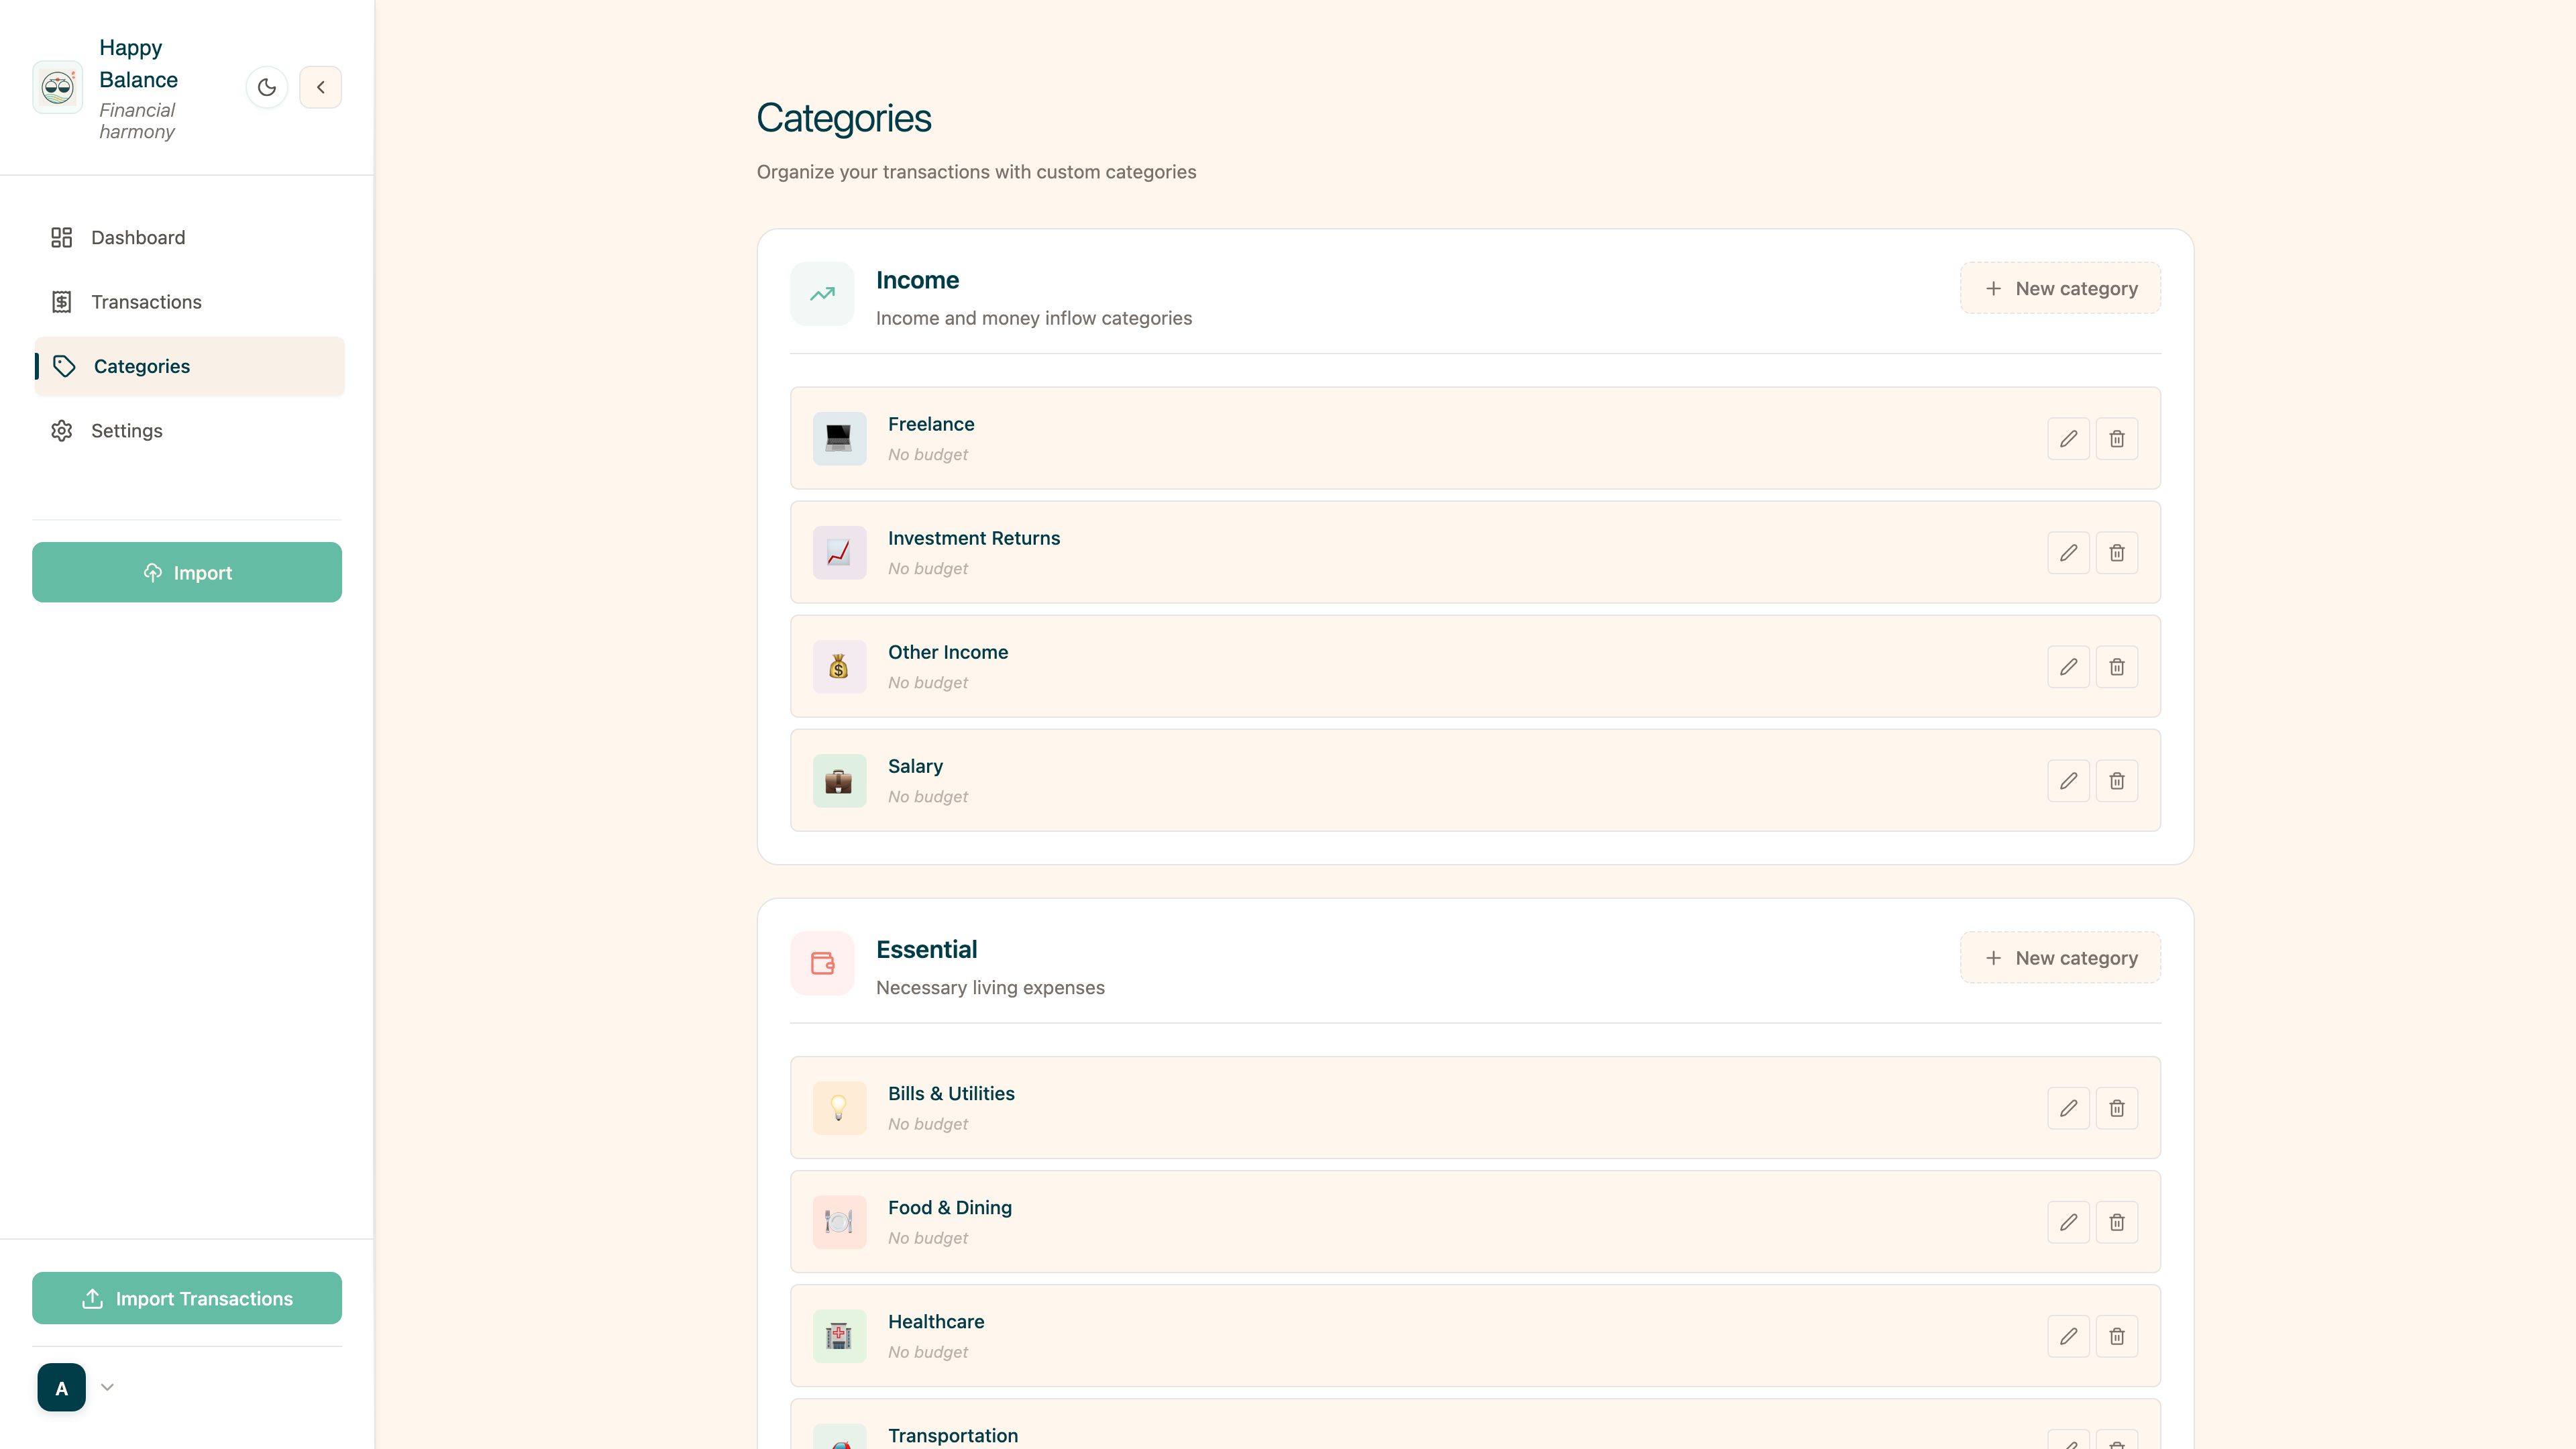 Happy
Balance
Financial
harmony
Dashboard
Transactions
Categories
Settings
Import
Import Transactions
A
Categories
Organize your transactions with custom categories
Income
Income and money inflow categories
New category
Freelance
No budget
Investment Returns
No budget
Other Income
No budget
Salary
No budget
Essential
Necessary living expenses
New category
Bills & Utilities
No budget
Food & Dining
No budget
Healthcare
No budget
Transportation